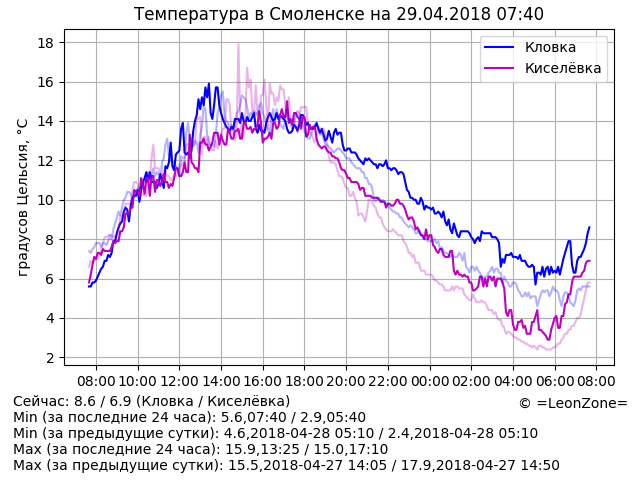 Температура в Смоленске на 29.04.2018 07:40
18
16
14
12
10
8
6
4
2
градусов Цельсия, °C
Кловка
Киселёвка
08:00 10:00 12:00 14:00 16:00 18:00 20:00 22:00 00:00 02:00 04:00 06:00 08:00
Сейчас: 8.6 / 6.9 (Кловка / Киселёвка)
© =LeonZone=
Min (за последние 24 часа): 5.6,07:40 / 2.9,05:40
Min (за предыдущие сутки): 4.6,2018-04-28 05:10 / 2.4,2018-04-28 05:10
Max (за последние 24 часа): 15.9,13:25 / 15.0,17:10
Max (за предыдущие сутки): 15.5,2018-04-27 14:05 / 17.9,2018-04-27 14:50